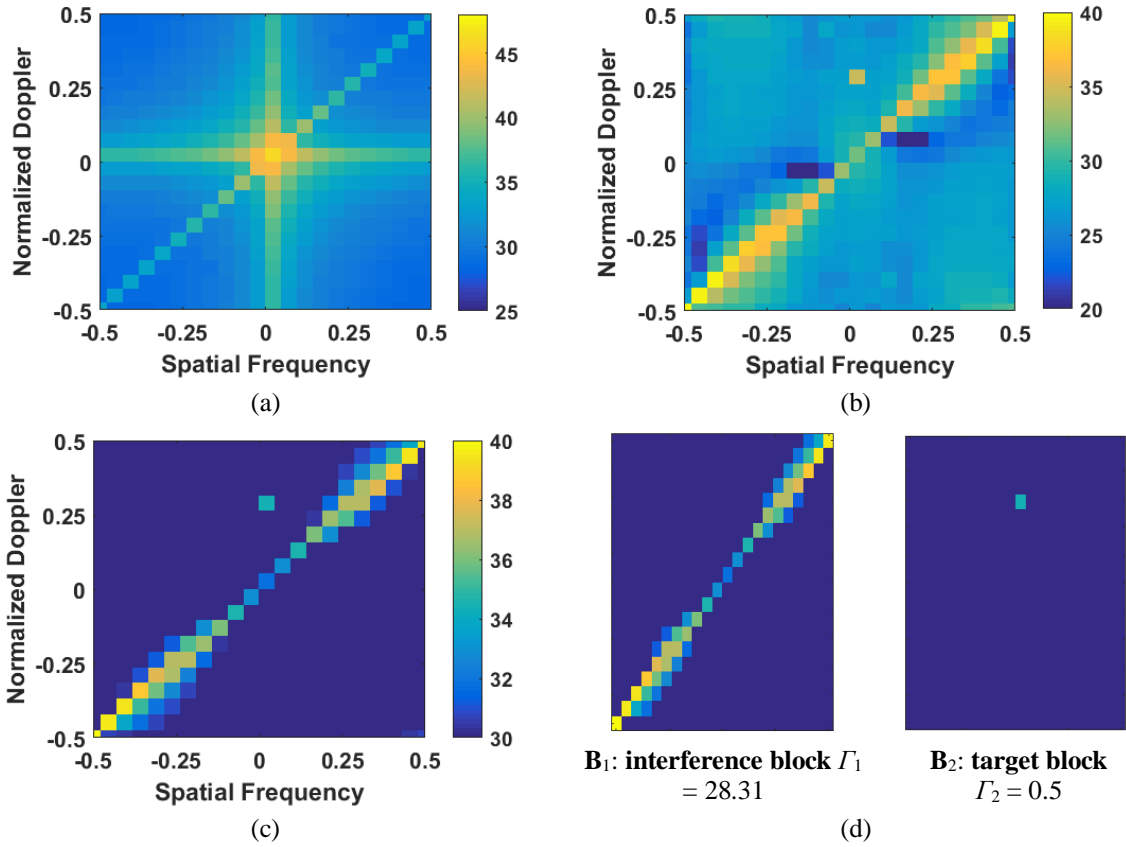 0.5
0.25
0
-0.25
-0.5
Normalized Doppler
-0.5 -0.25 0 0.25 0.5
Spatial Frequency
45
40
35
30
25
(a)
0.5
0.25
0
-0.25
-0.5
Normalized Doppler
-0.5 -0.25 0 0.25 0.5
Spatial Frequency
40
35
30
25
20
(b)
0.5
0.25
0
-0.25
-0.5
Normalized Doppler
-0.5 -0.25 0 0.25 0.5
Spatial Frequency
40
38
36
34
32
30
(c)
B₁: interference block Γ₁
= 28.31
B₂: target block
Γ₂ = 0.5
(d)